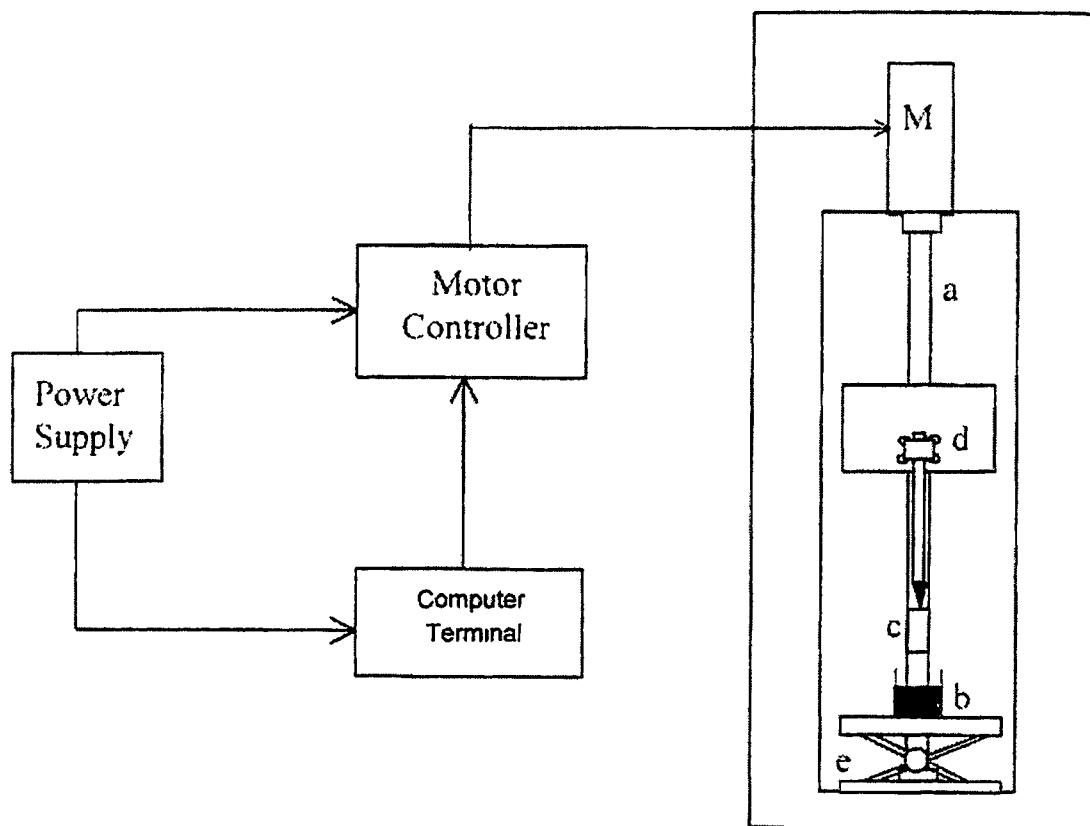 M
a
Motor
Controller
Power
Supply
d
Computer
Terminal
c
b
e